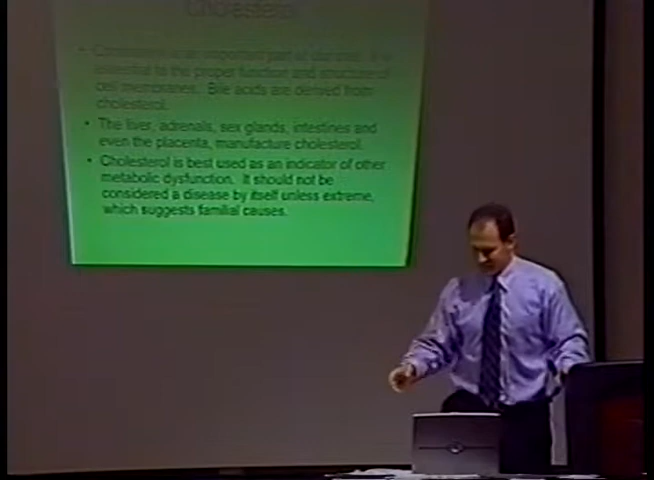 Cholesterol
• Cholesterol is an important part of our
essential to the proper function and structure of
cell membranes. Bile acids are derived from
cholesterol.
• The liver, adrenals, sex glands, intestines and
even the placenta, manufacture cholesterol.
• Cholesterol is best used as an indicator of other
metabolic dysfunction. It should not be
considered a disease by itself unless extreme,
which suggests familial causes.